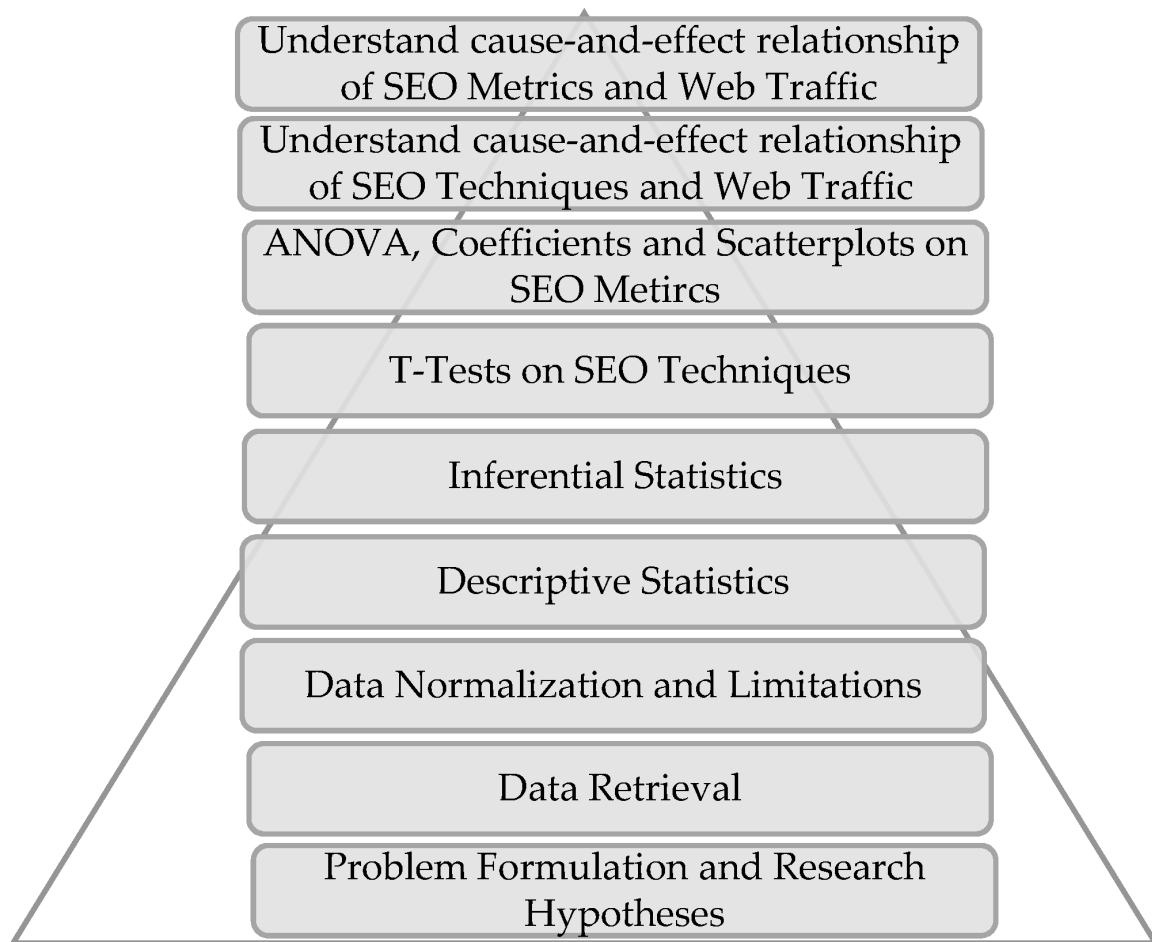 Understand cause-and-effect relationship
of SEO Metrics and Web Traffic
Understand cause-and-effect relationship
of SEO Techniques and Web Traffic
ANOVA, Coefficients and Scatterplots on
SEO Metircs
T-Tests on SEO Techniques
Inferential Statistics
Descriptive Statistics
Data Normalization and Limitations
Data Retrieval
Problem Formulation and Research
Hypotheses